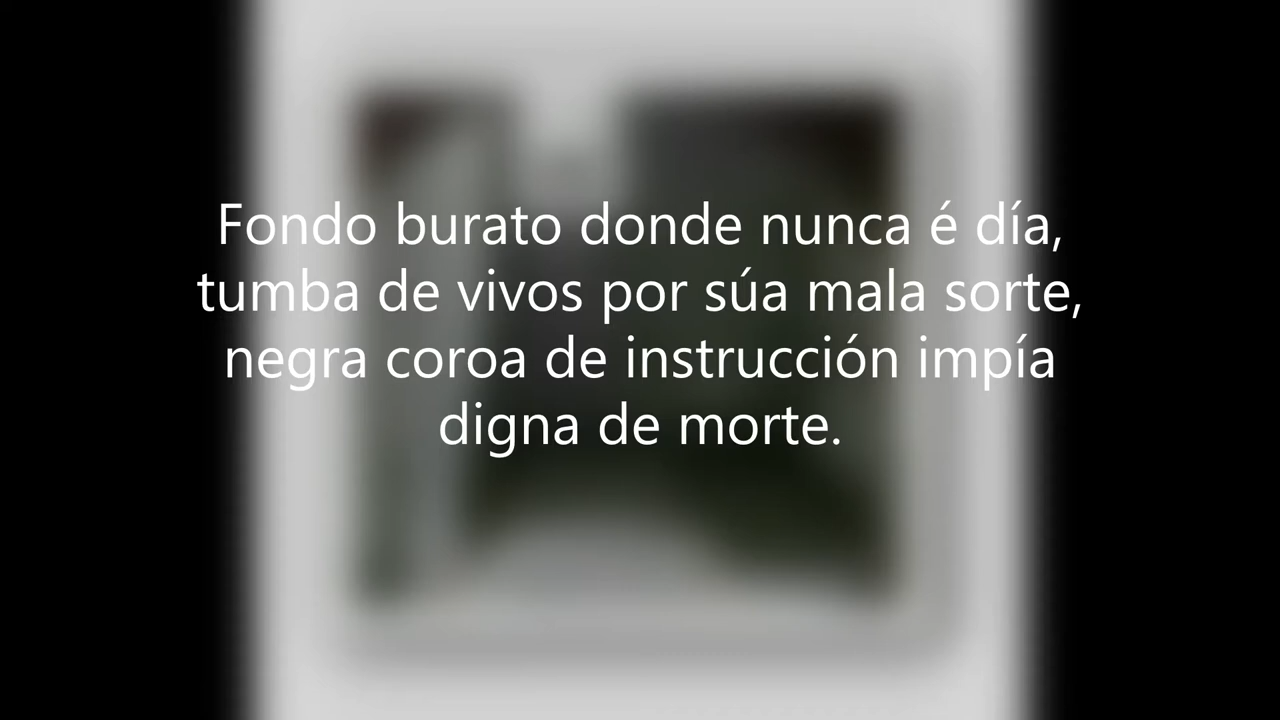 Fondo burato donde nunca é día,
tumba de vivos por súa mala sorte,
negra coroa de instrucción impía
digna de morte.